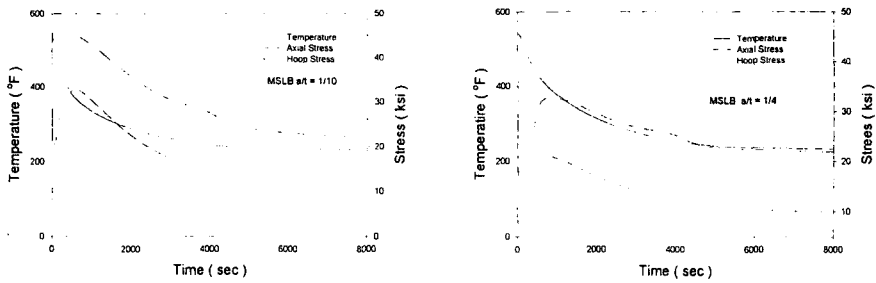 600
400
200
0
Temperature ( °F )
0 2000 4000 6000 8000
Time ( sec )
50
40
30
20
10
0
Stress ( ksi )
Temperature
Axial Stress
Hoop Stress
MSLB a/t = 1/10
600
400
200
0
Temperatire ( °F )
0 2000 4000 6000 8000
Time ( sec )
50
40
30
20
10
Strees ( ksi )
Temperature
Axial Stress
Hoop Stress
MSLB a/t = 1/4